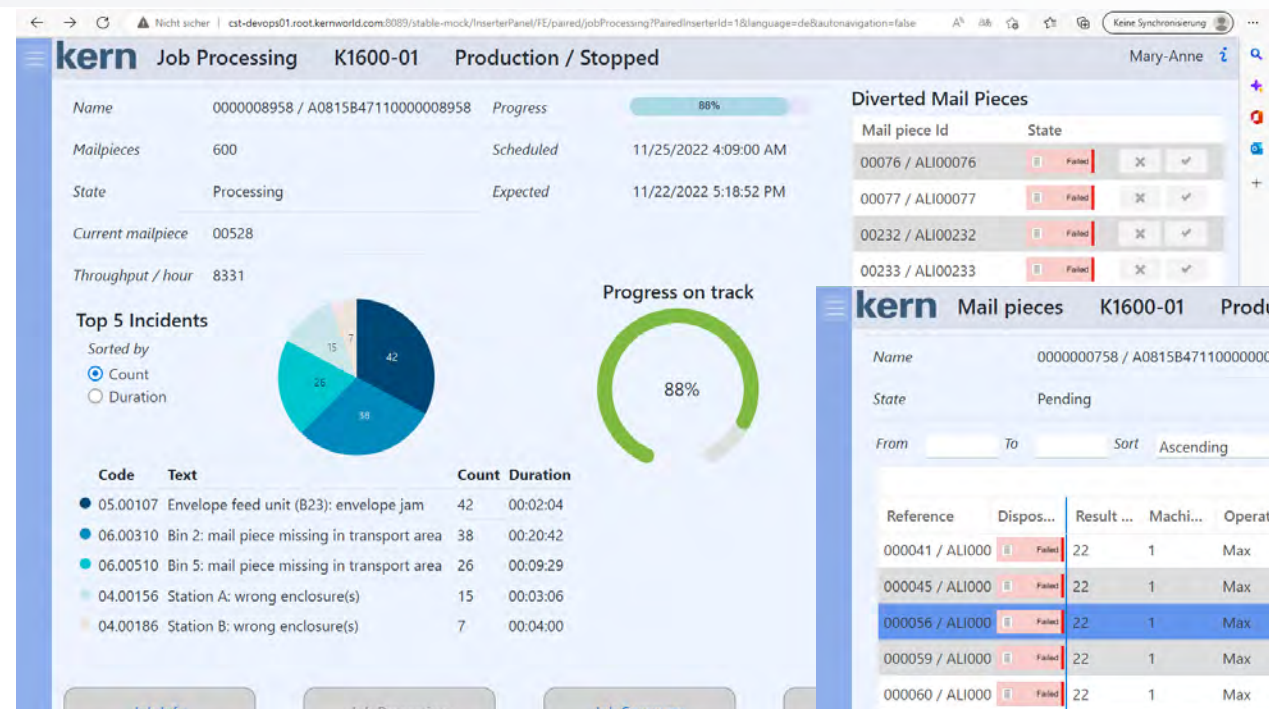 Nicht sicher | cst-devops01.root.kernworld.com:8089/stable-mock/InserterPanel/FE/paired/jobProcessing?PairedInserterId=1&language=de&autonavigation=false Keine Synchronisierung
kern Job Processing K1600-01 Production / Stopped Mary-Anne i
Name 0000008958 / A0815B47110000008958 Progress 88%
Mailpieces 600 Scheduled 11/25/2022 4:09:00 AM
State Processing Expected 11/22/2022 5:18:52 PM
Current mailpiece 00528
Throughput / hour 8331
Diverted Mail Pieces
Mail piece Id State
00076 / ALI00076 Failed
00077 / ALI00077 Failed
00232 / ALI00232 Failed
00233 / ALI00233 Failed
Top 5 Incidents
Sorted by
Count
Duration
42
38
26
15
7
Progress on track
88%
Code Text Count Duration
05.00107 Envelope feed unit (B23): envelope jam 42 00:02:04
06.00310 Bin 2: mail piece missing in transport area 38 00:20:42
06.00510 Bin 5: mail piece missing in transport area 26 00:09:29
04.00156 Station A: wrong enclosure(s) 15 00:03:06
04.00186 Station B: wrong enclosure(s) 7 00:04:00
kern Mail pieces K1600-01 Produ
Name 0000000758 / A0815B4711000000
State Pending
From To Sort Ascending
Reference Dispos... Result ... Machi... Operat
000041 / ALI000 Failed 22 1 Max
000045 / ALI000 Failed 22 1 Max
000056 / ALI000 Failed 22 1 Max
000059 / ALI000 Failed 22 1 Max
000060 / ALI000 Failed 22 1 Max